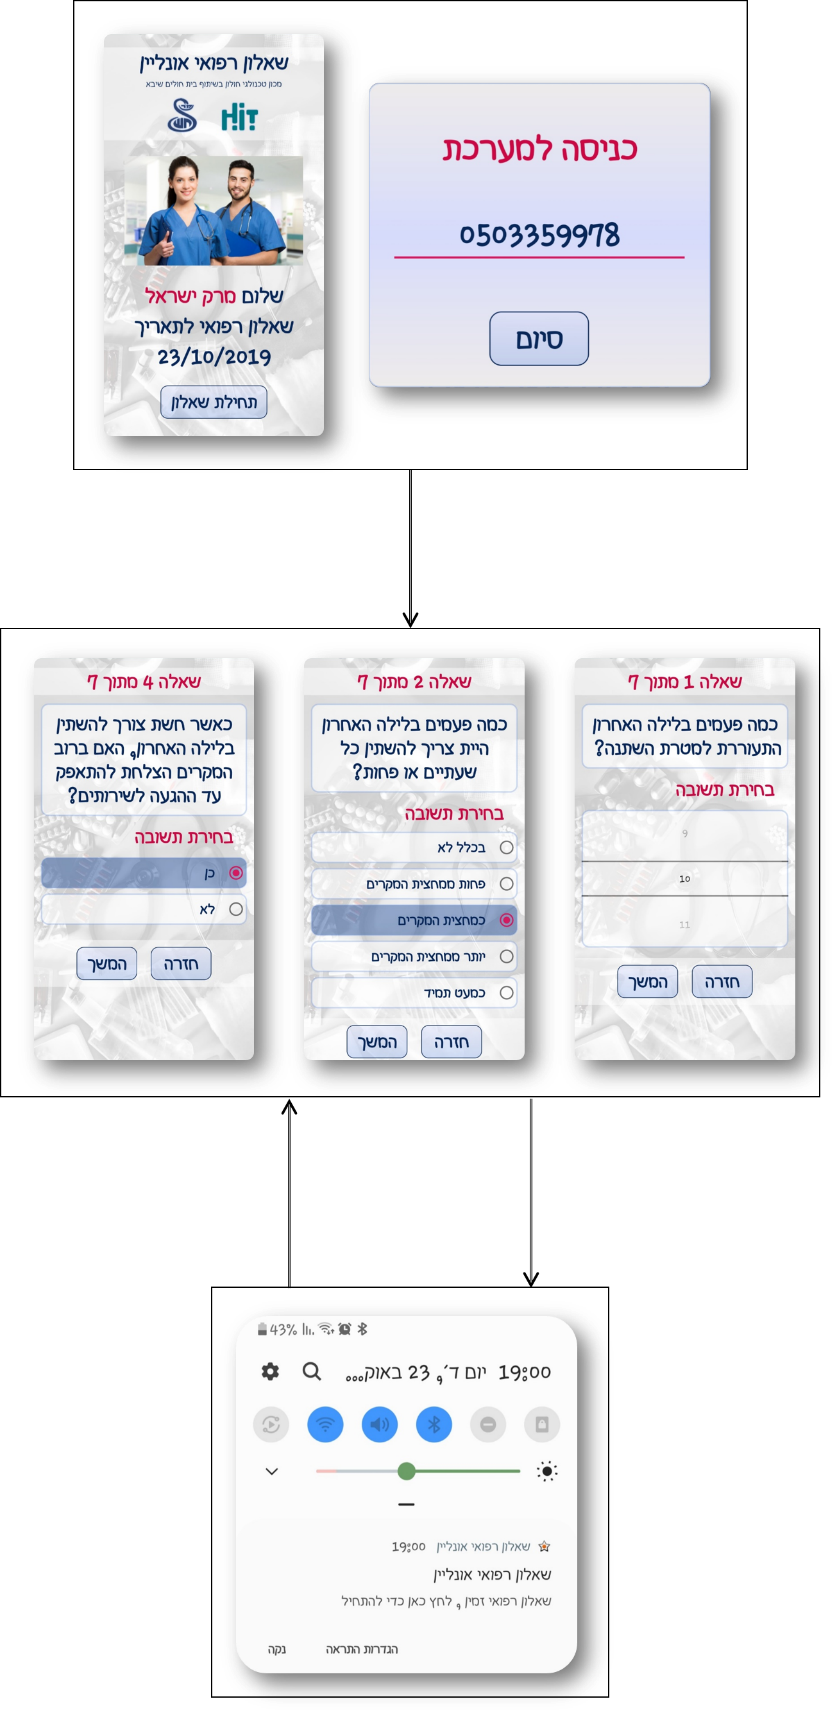 שאלון רפואי אונליין
מכון טכנולוגי חולון בשיתוף בית חולים שיבא
HIT
שלום מרק ישראל
שאלון רפואי לתאריך
23/10/2019
תחילת שאלון
כניסה למערכת
0503359978
סיום
שאלה 1 מתוך 7
כמה פעמים בלילה האחרון
התעוררת למטרת השתנה?
בחירת תשובה
9
10
11
חזרה
המשך
שאלה 2 מתוך 7
כמה פעמים בלילה האחרון
היית צריך להשתין כל
שעתיים או פחות?
בחירת תשובה
בכלל לא
פחות ממחצית המקרים
כמחצית המקרים
יותר ממחצית המקרים
כמעט תמיד
חזרה
המשך
שאלה 4 מתוך 7
כאשר חשת צורך להשתין
בלילה האחרון, האם ברוב
המקרים הצלחת להתאפק
עד ההגעה לשירותים?
בחירת תשובה
כן
לא
חזרה
המשך
43%
19:00 יום ד', 23 באוק...
שאלון רפואי אונליין 19:00
שאלון רפואי אונליין
שאלון רפואי זמין , לחץ כאן כדי להתחיל
הגדרות התראה
נקה